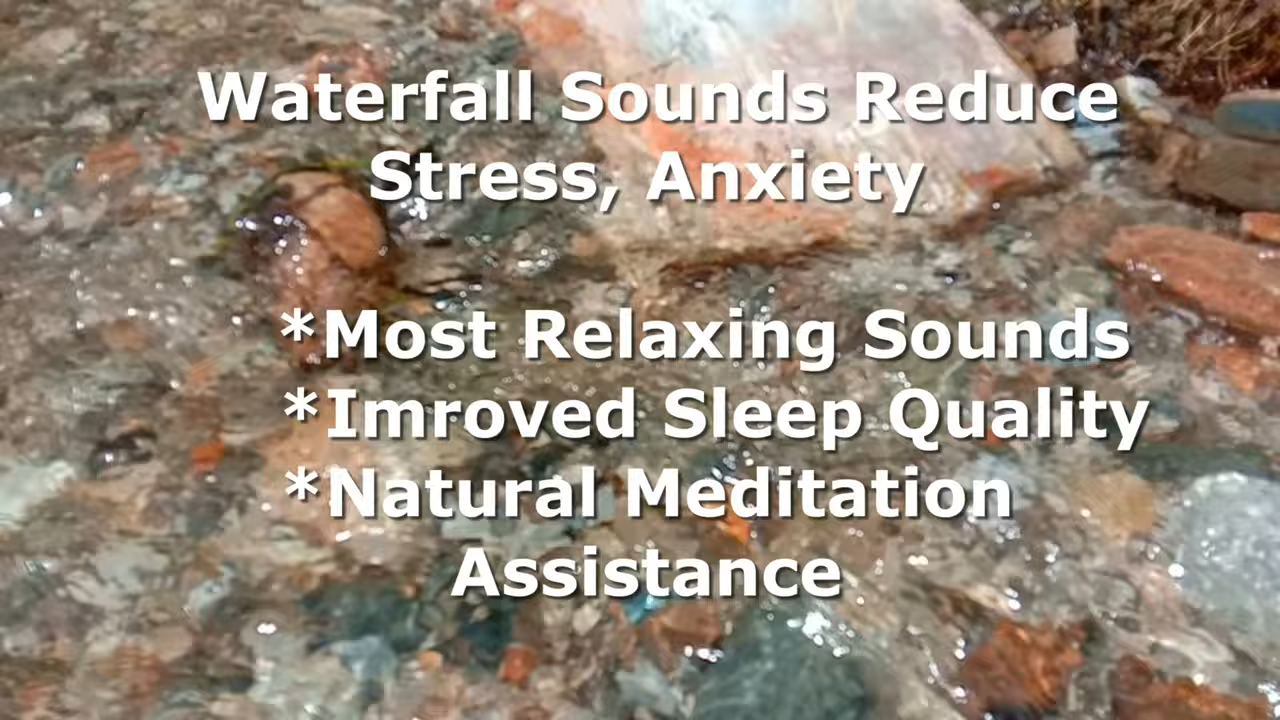 Waterfall Sounds Reduce
Stress, Anxiety
*Most Relaxing Sounds
*Imroved Sleep Quality
*Natural Meditation
Assistance